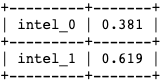 +---------+-------+
| intel_0 | 0.381 |
+---------+-------+
| intel_1 | 0.619 |
+---------+-------+